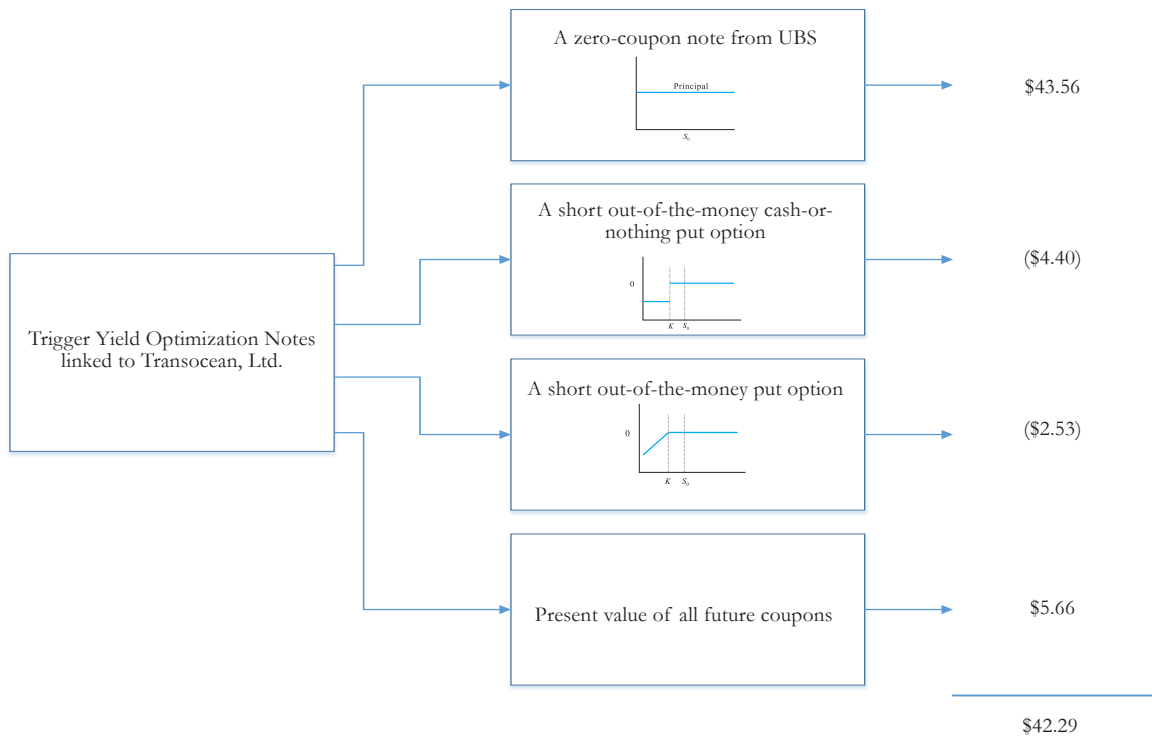 A zero-coupon note from UBS
Principal
S0
$43.56
A short out-of-the-money cash-or-
nothing put option
0
K S0
($4.40)
Trigger Yield Optimization Notes
linked to Transocean, Ltd.
A short out-of-the-money put option
0
K S0
($2.53)
Present value of all future coupons
$5.66
$42.29